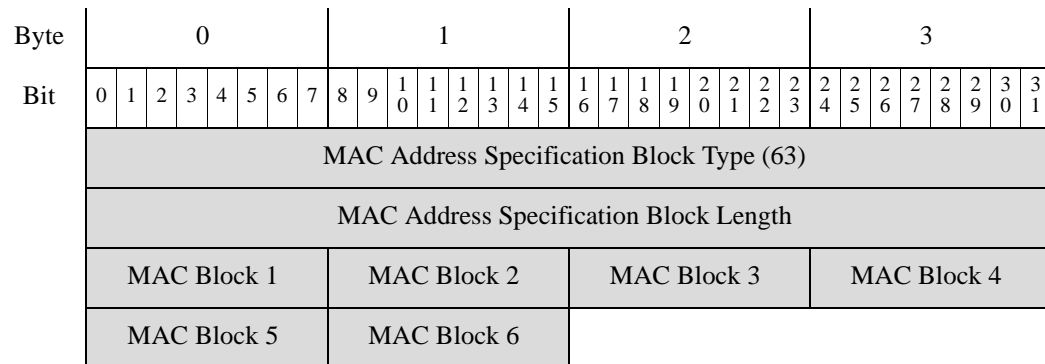 Byte 0 1 2 3
Bit 0 1 2 3 4 5 6 7 8 9 10 11 12 13 14 15 16 17 18 19 20 21 22 23 24 25 26 27 28 29 30 31
MAC Address Specification Block Type (63)
MAC Address Specification Block Length
MAC Block 1 MAC Block 2 MAC Block 3 MAC Block 4
MAC Block 5 MAC Block 6